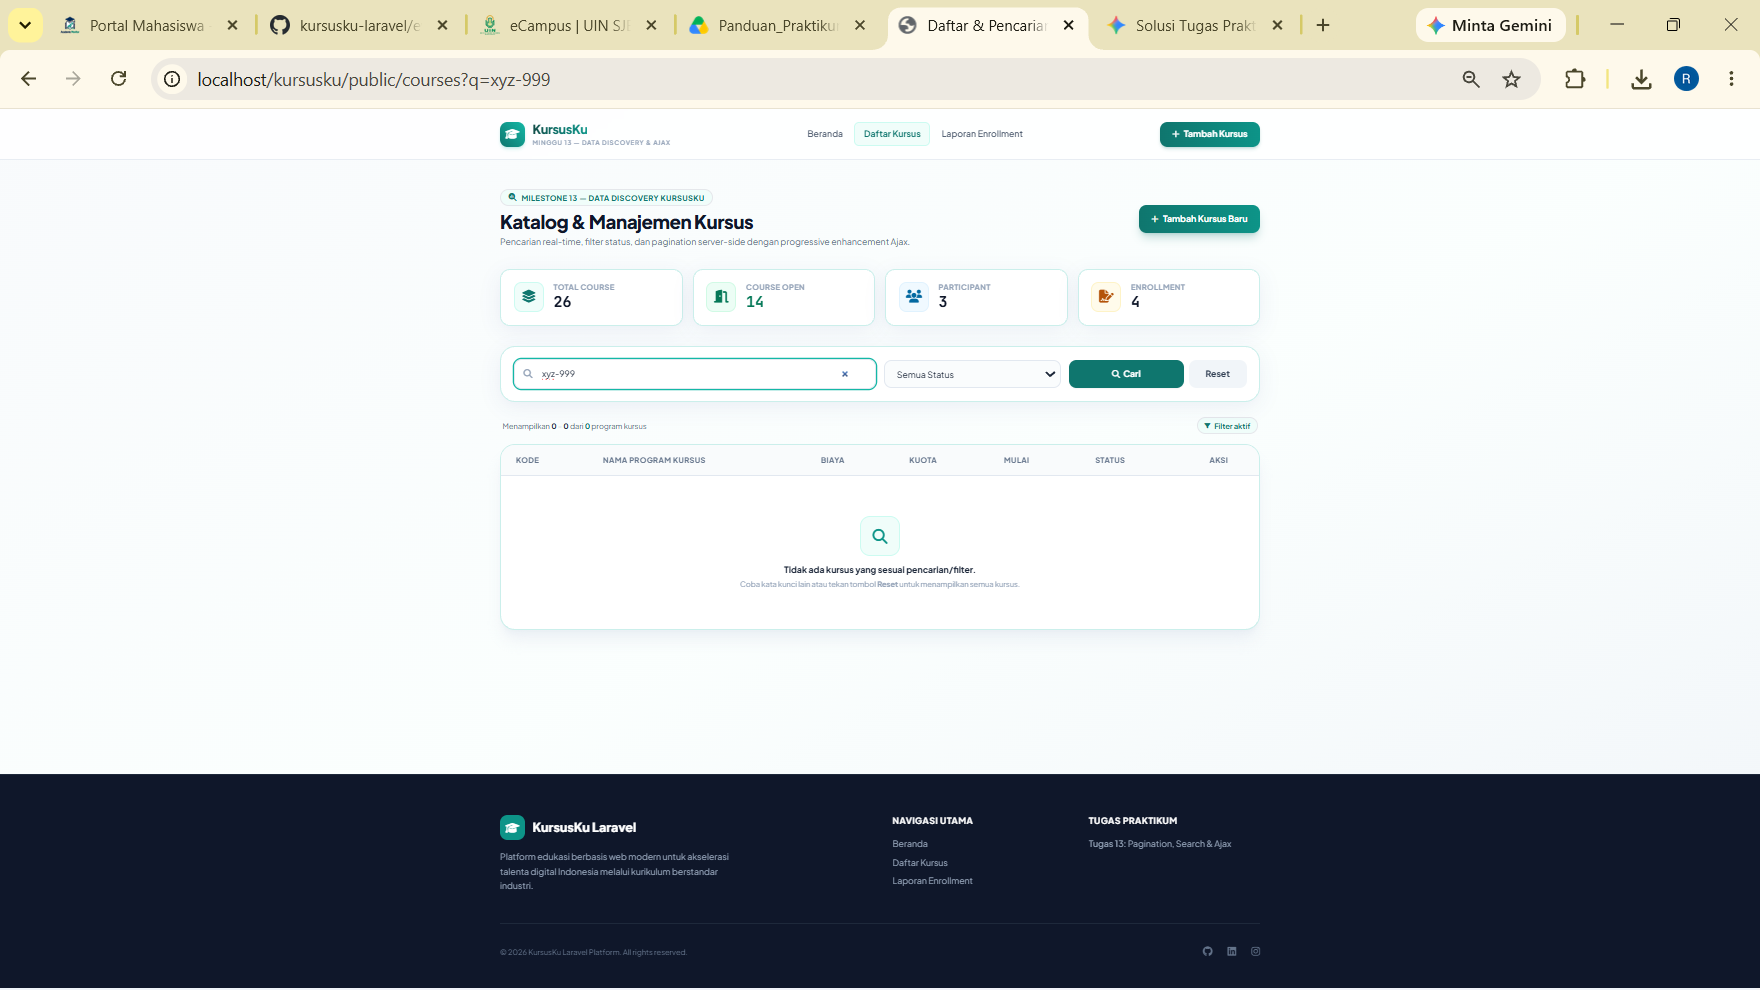 Portal Mahasiswa
kursusku-laravel/e
eCampus | UIN SJ
Panduan_Praktiku
Daftar & Pencaria
Solusi Tugas Prakt
Minta Gemini
localhost/kursusku/public/courses?q=xyz-999
R
KursusKu
MINGGU 13 — DATA DISCOVERY & AJAX
Beranda
Daftar Kursus
Laporan Enrollment
+ Tambah Kursus
MILESTONE 13 — DATA DISCOVERY KURSUSKU
Katalog & Manajemen Kursus
Pencarian real-time, filter status, dan pagination server-side dengan progressive enhancement Ajax.
+ Tambah Kursus Baru
TOTAL COURSE
26
COURSE OPEN
14
PARTICIPANT
3
ENROLLMENT
4
xyz-999
Semua Status
Cari
Reset
Menampilkan 0 - 0 dari 0 program kursus
Filter aktif
KODE
NAMA PROGRAM KURSUS
BIAYA
KUOTA
MULAI
STATUS
AKSI
Tidak ada kursus yang sesuai pencarian/filter.
Coba kata kunci lain atau tekan tombol Reset untuk menampilkan semua kursus.
KursusKu Laravel
Platform edukasi berbasis web modern untuk akselerasi
talenta digital Indonesia melalui kurikulum berstandar
industri.
NAVIGASI UTAMA
Beranda
Daftar Kursus
Laporan Enrollment
TUGAS PRAKTIKUM
Tugas 13: Pagination, Search & Ajax
© 2026 KursusKu Laravel Platform. All rights reserved.